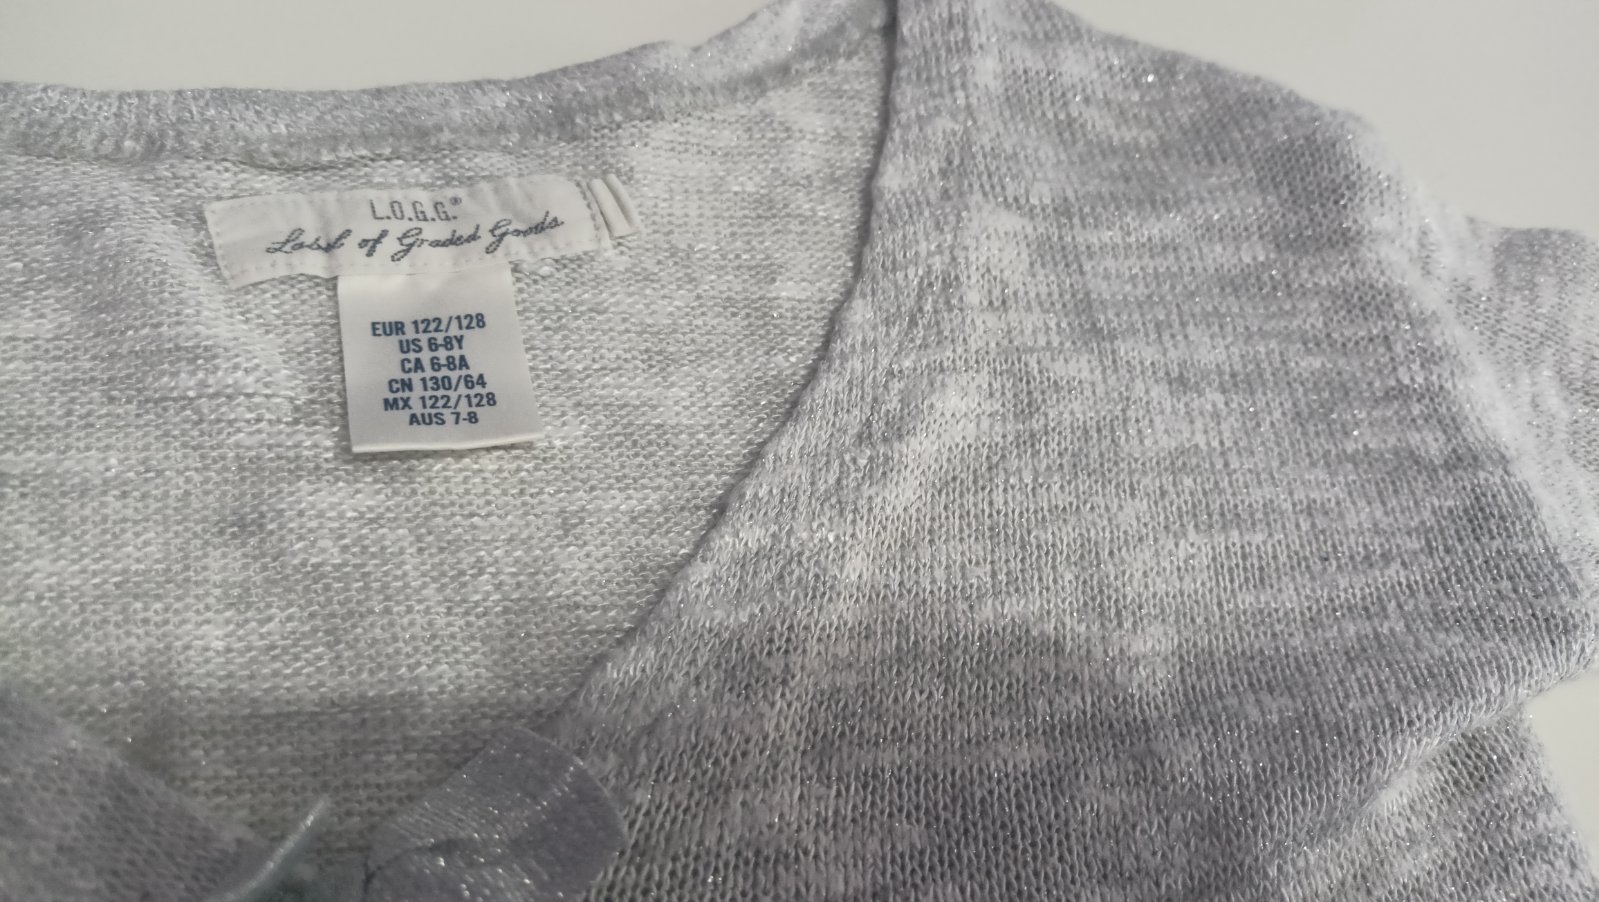 L.O.G.G.®
Label of Graded Goods
EUR 122/128
US 6-8Y
CA 6-8A
CN 130/64
MX 122/128
AUS 7-8